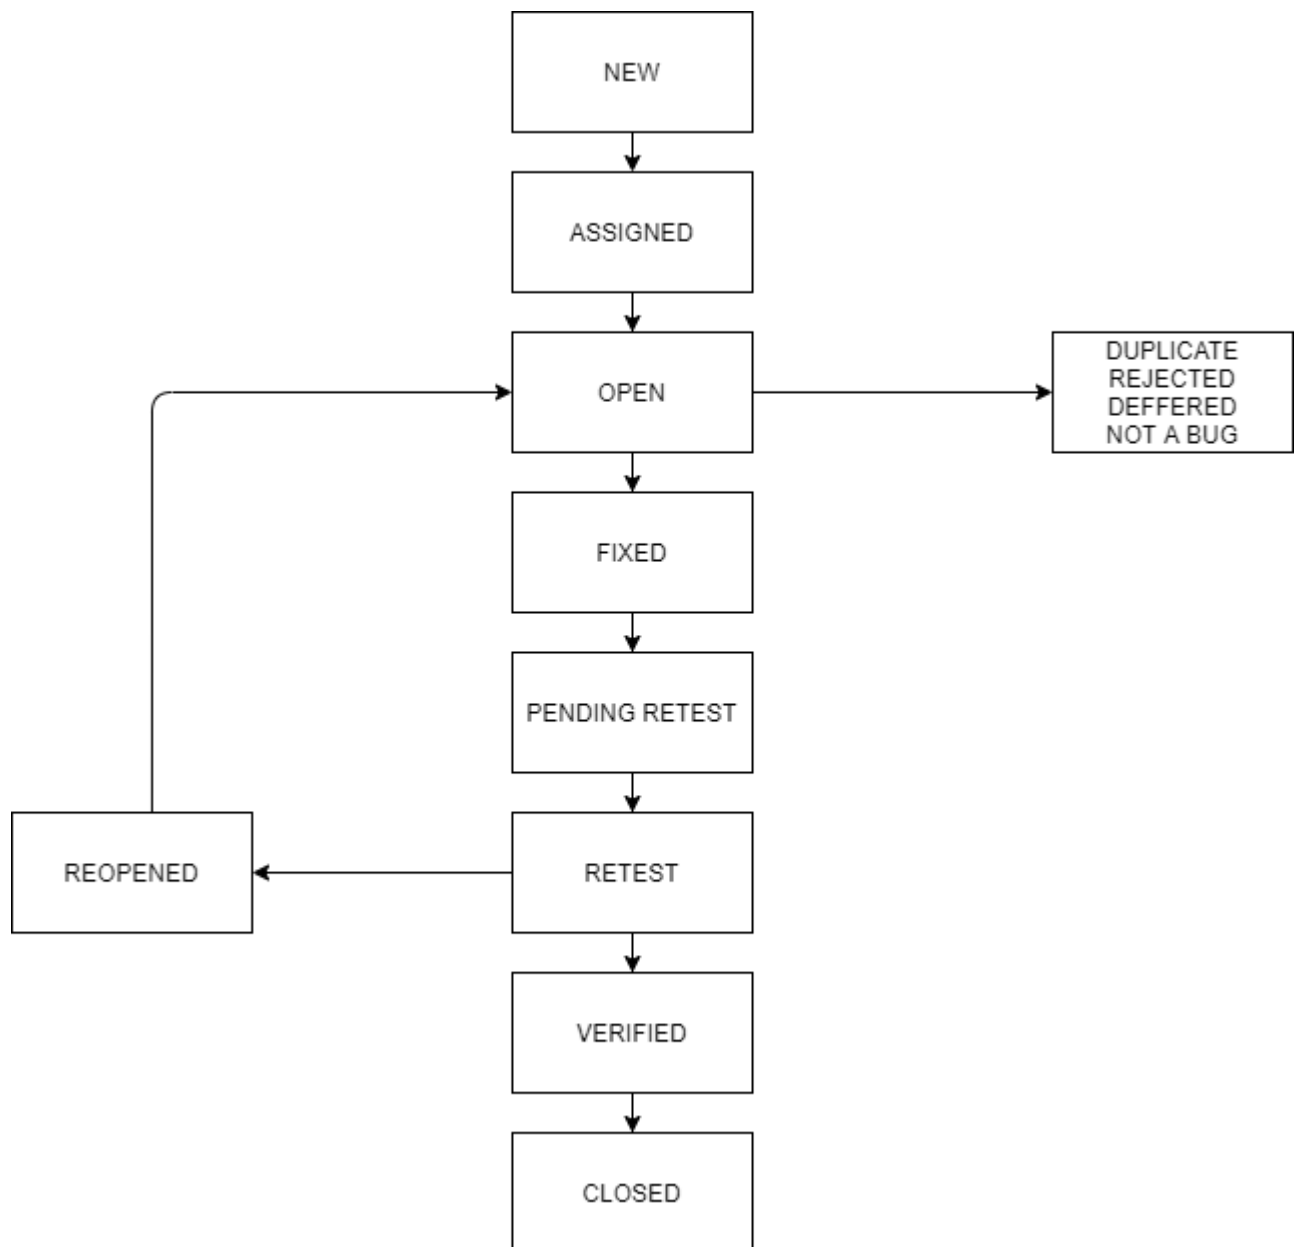 NEW
ASSIGNED
OPEN
DUPLICATE
REJECTED
DEFFERED
NOT A BUG
FIXED
PENDING RETEST
REOPENED
RETEST
VERIFIED
CLOSED